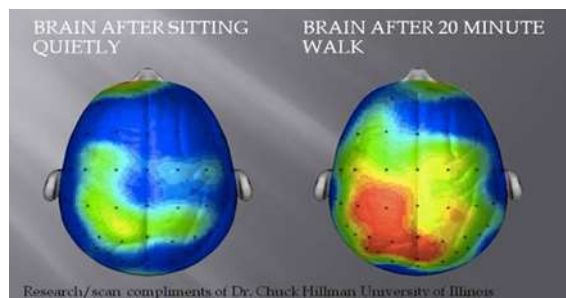 BRAIN AFTER SITTING
QUIETLY
BRAIN AFTER 20 MINUTE
WALK
Research/scan compliments of Dr. Chuck Hillman University of Illinois